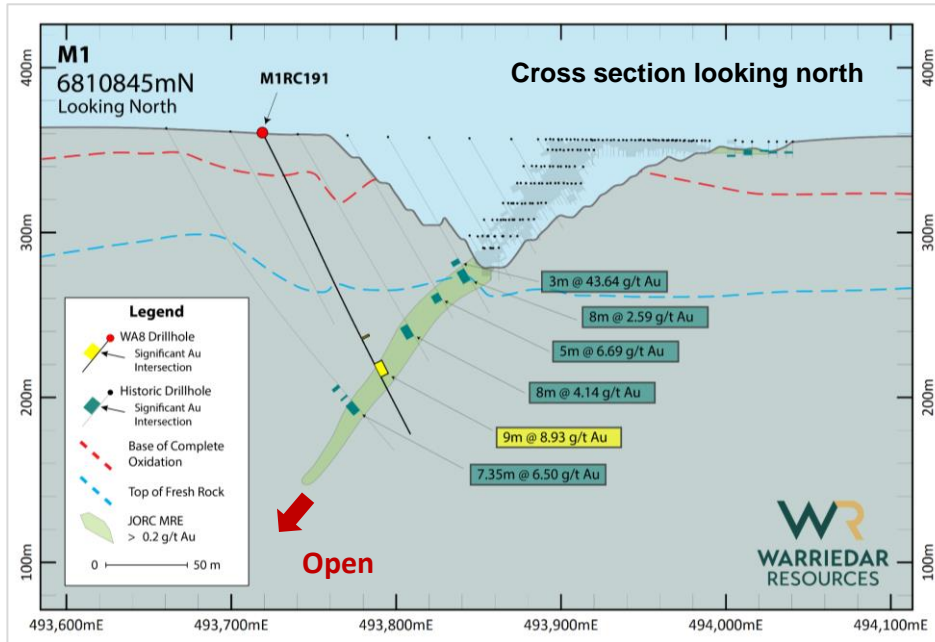 M1
6810845mN
Looking North
M1RC191
Cross section looking north
400m
300m
200m
100m
400m
300m
200m
100m
3m @ 43.64 g/t Au
8m @ 2.59 g/t Au
5m @ 6.69 g/t Au
8m @ 4.14 g/t Au
9m @ 8.93 g/t Au
7.35m @ 6.50 g/t Au
Legend
WA8 Drillhole
Significant Au
Intersection
Historic Drillhole
Significant Au
Intersection
Base of Complete
Oxidation
Top of Fresh Rock
JORC MRE
> 0.2 g/t Au
0 50 m
Open
WR
WARRIEDAR
RESOURCES
493,600mE 493,700mE 493,800mE 493,900mE 494,000mE 494,100mE